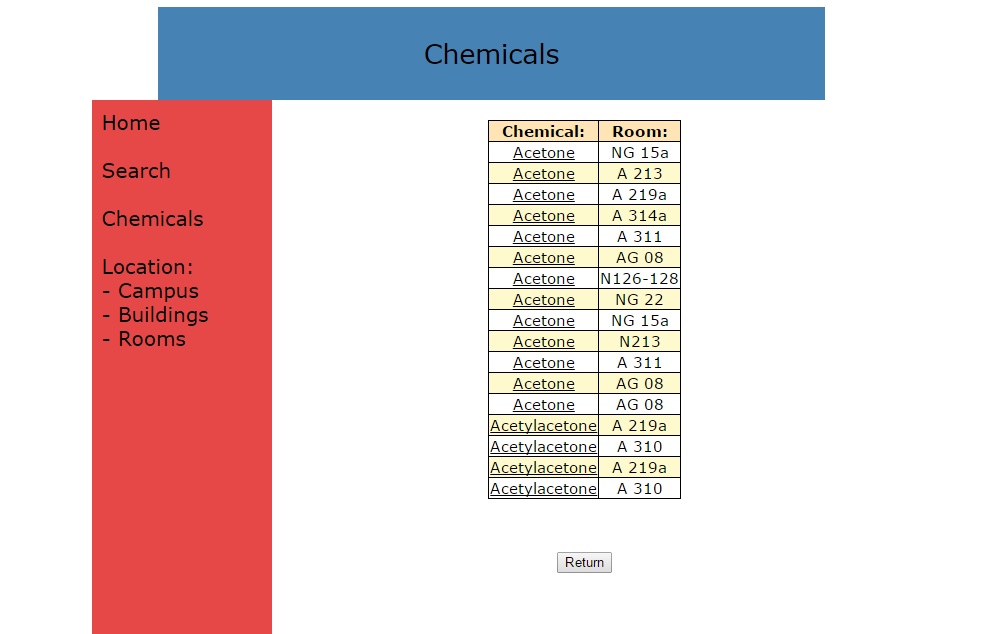 Chemicals
Home
Search
Chemicals
Location:
- Campus
- Buildings
- Rooms
Chemical: Room:
Acetone NG 15a
Acetone A 213
Acetone A 219a
Acetone A 314a
Acetone A 311
Acetone AG 08
Acetone N126-128
Acetone NG 22
Acetone NG 15a
Acetone N213
Acetone A 311
Acetone AG 08
Acetone AG 08
Acetylacetone A 219a
Acetylacetone A 310
Acetylacetone A 219a
Acetylacetone A 310
Return